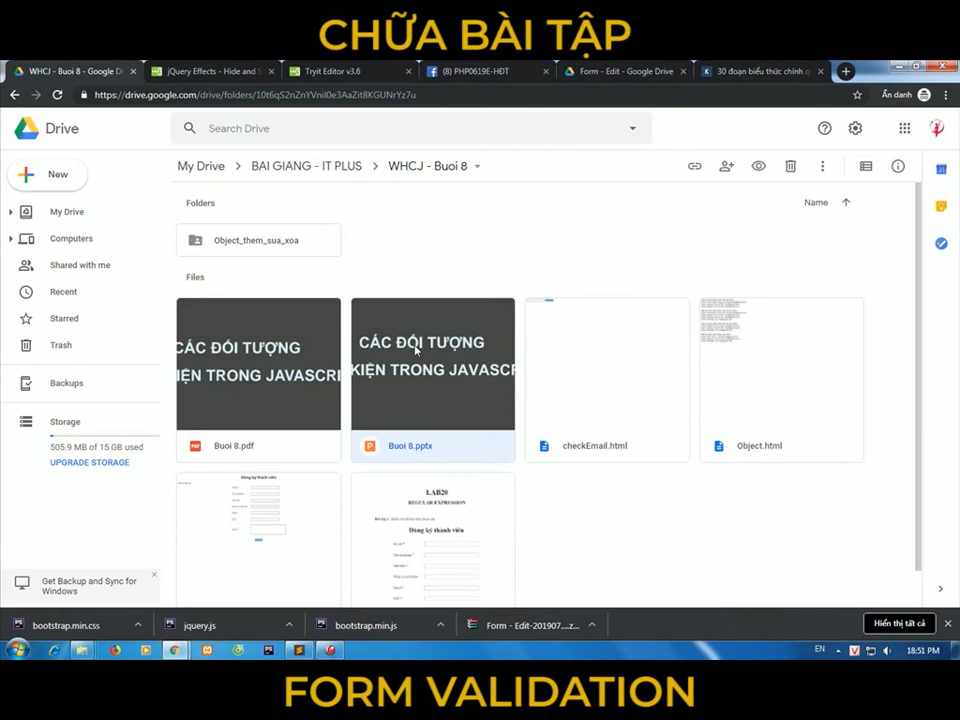 CHỮA BÀI TẬP
WHCJ - Buoi 8 - Google D
jQuery Effects - Hide and S
Tryit Editor v3.6
(8) PHP0619E-HĐT
Form - Edit - Google Drive
30 đoạn biểu thức chính q
https://drive.google.com/drive/folders/10t6qS2nZnYVnil0e3AaZit8KGUNrYz7u
Ẩn danh
Drive
Search Drive
New
My Drive
BAI GIANG - IT PLUS
WHCJ - Buoi 8
Folders
Name
My Drive
Object_them_sua_xoa
Computers
Shared with me
Files
Recent
Starred
Trash
CÁC ĐỐI TƯỢNG
KIỆN TRONG JAVASCRI
CÁC ĐỐI TƯỢNG
KIỆN TRONG JAVASCR
Backups
Storage
505.9 MB of 15 GB used
UPGRADE STORAGE
Buoi 8.pdf
Buoi 8.pptx
checkEmail.html
Object.html
Đăng ký thành viên
LAB20
REGULAR EXPRESSION
Đăng ký thành viên
Get Backup and Sync for
Windows
bootstrap.min.css
jquery.js
bootstrap.min.js
Form - Edit-201907....z...
Hiển thị tất cả
EN
18:51 PM
FORM VALIDATION